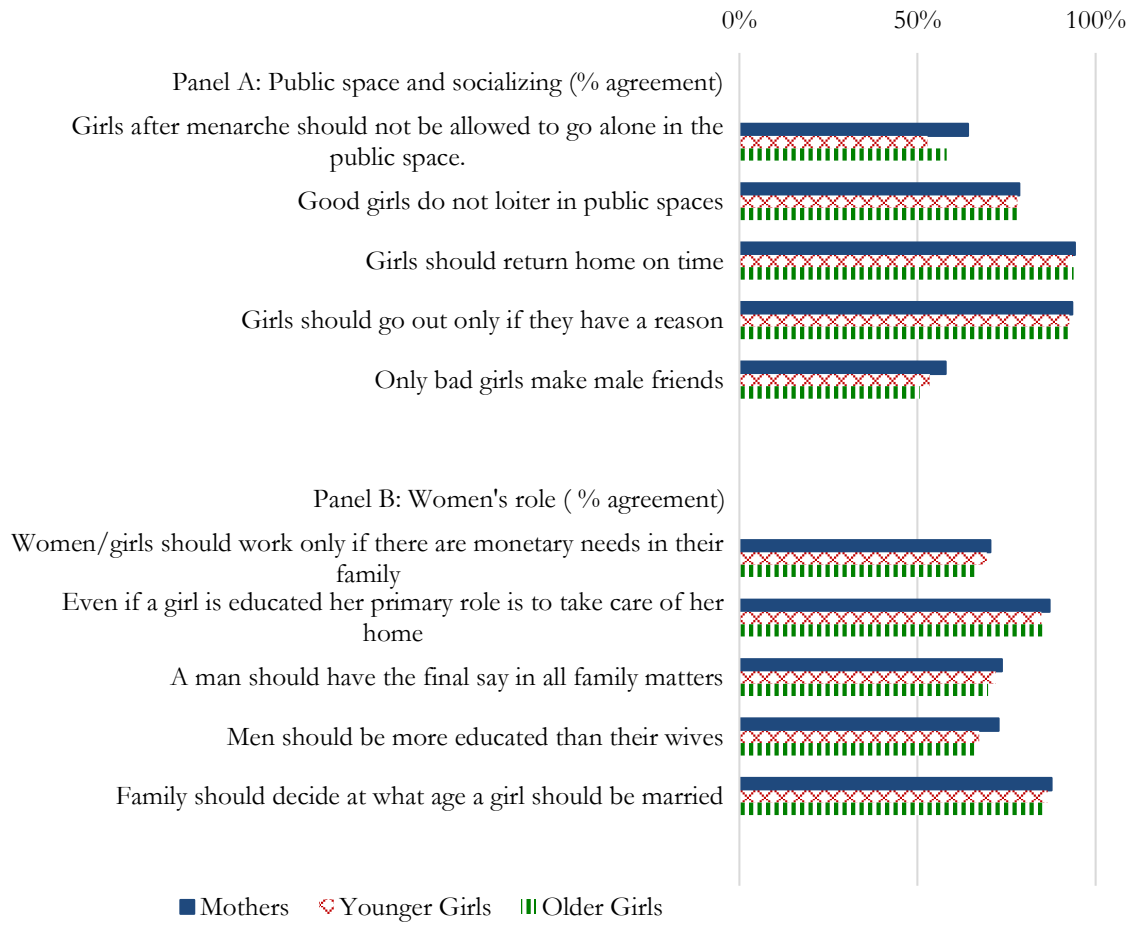 0% 50% 100%
Panel A: Public space and socializing (% agreement)
Girls after menarche should not be allowed to go alone in the
public space.
Good girls do not loiter in public spaces
Girls should return home on time
Girls should go out only if they have a reason
Only bad girls make male friends
Panel B: Women's role ( % agreement)
Women/girls should work only if there are monetary needs in their
family
Even if a girl is educated her primary role is to take care of her
home
A man should have the final say in all family matters
Men should be more educated than their wives
Family should decide at what age a girl should be married
Mothers Younger Girls Older Girls